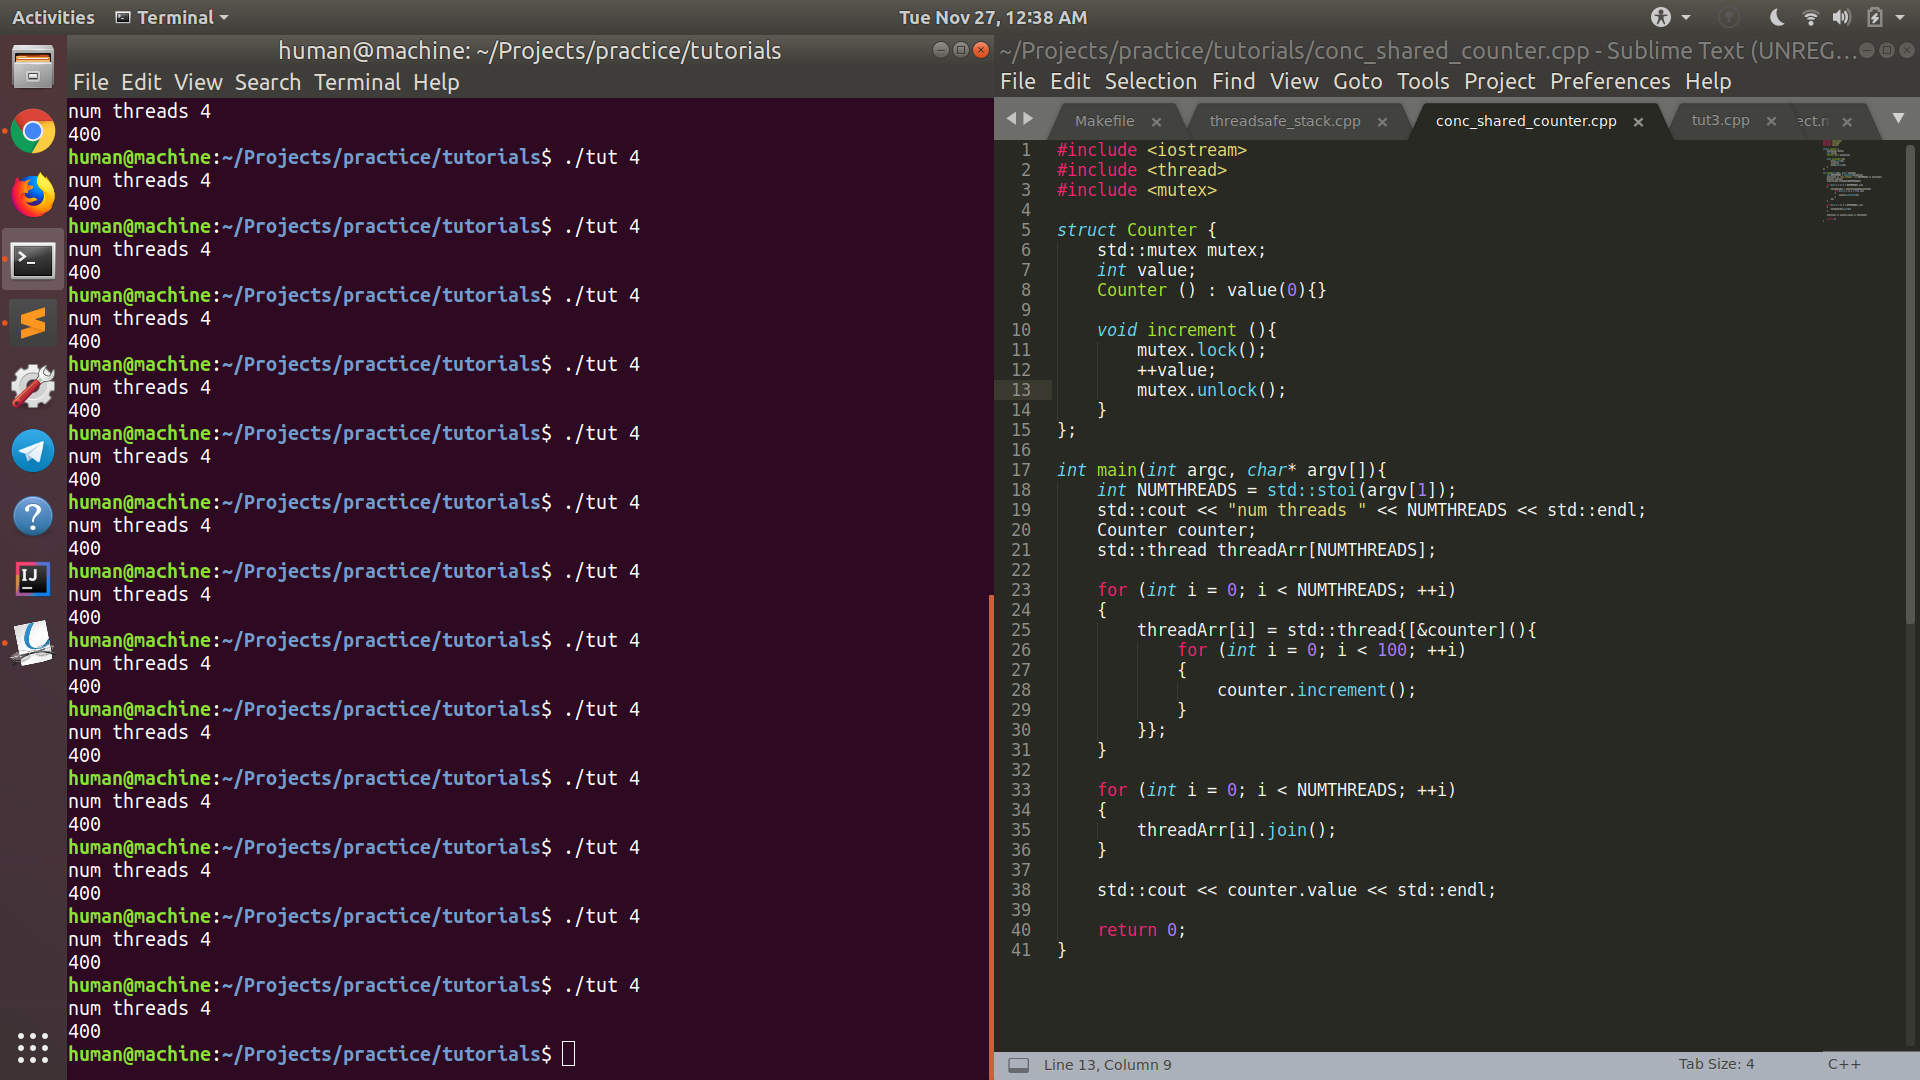 Activities Terminal Tue Nov 27, 12:38 AM
human@machine: ~/Projects/practice/tutorials
File Edit View Search Terminal Help
num threads 4
400
human@machine:~/Projects/practice/tutorials$ ./tut 4
num threads 4
400
human@machine:~/Projects/practice/tutorials$ ./tut 4
num threads 4
400
human@machine:~/Projects/practice/tutorials$ ./tut 4
num threads 4
400
human@machine:~/Projects/practice/tutorials$ ./tut 4
num threads 4
400
human@machine:~/Projects/practice/tutorials$ ./tut 4
num threads 4
400
human@machine:~/Projects/practice/tutorials$ ./tut 4
num threads 4
400
human@machine:~/Projects/practice/tutorials$ ./tut 4
num threads 4
400
human@machine:~/Projects/practice/tutorials$ ./tut 4
num threads 4
400
human@machine:~/Projects/practice/tutorials$ ./tut 4
num threads 4
400
human@machine:~/Projects/practice/tutorials$ ./tut 4
num threads 4
400
human@machine:~/Projects/practice/tutorials$ ./tut 4
num threads 4
400
human@machine:~/Projects/practice/tutorials$ ./tut 4
num threads 4
400
human@machine:~/Projects/practice/tutorials$ ./tut 4
num threads 4
400
human@machine:~/Projects/practice/tutorials$
~/Projects/practice/tutorials/conc_shared_counter.cpp - Sublime Text (UNREG...
File Edit Selection Find View Goto Tools Project Preferences Help
Makefile threadsafe_stack.cpp conc_shared_counter.cpp tut3.cpp
1 #include <iostream>
2 #include <thread>
3 #include <mutex>
4
5 struct Counter {
6 std::mutex mutex;
7 int value;
8 Counter () : value(0){}
9
10 void increment (){
11 mutex.lock();
12 ++value;
13 mutex.unlock();
14 }
15 };
16
17 int main(int argc, char* argv[]){
18 int NUMTHREADS = std::stoi(argv[1]);
19 std::cout << "num threads " << NUMTHREADS << std::endl;
20 Counter counter;
21 std::thread threadArr[NUMTHREADS];
22
23 for (int i = 0; i < NUMTHREADS; ++i)
24 {
25 threadArr[i] = std::thread{[&counter](){
26 for (int i = 0; i < 100; ++i)
27 {
28 counter.increment();
29 }
30 }};
31 }
32
33 for (int i = 0; i < NUMTHREADS; ++i)
34 {
35 threadArr[i].join();
36 }
37
38 std::cout << counter.value << std::endl;
39
40 return 0;
41 }
Line 13, Column 9 Tab Size: 4 C++